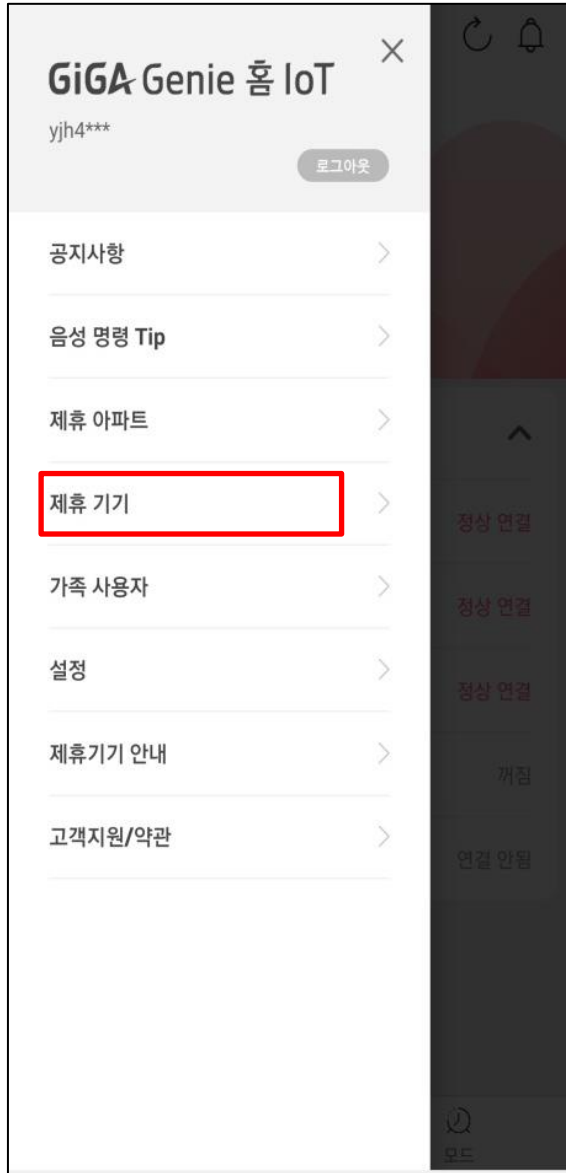 GiGA Genie 홈 IoT
yjh4***
로그아웃
공지사항
음성 명령 Tip
제휴 아파트
제휴 기기
정상 연결
가족 사용자
정상 연결
설정
정상 연결
제휴기기 안내
꺼짐
고객지원/약관
연결 안됨
모드